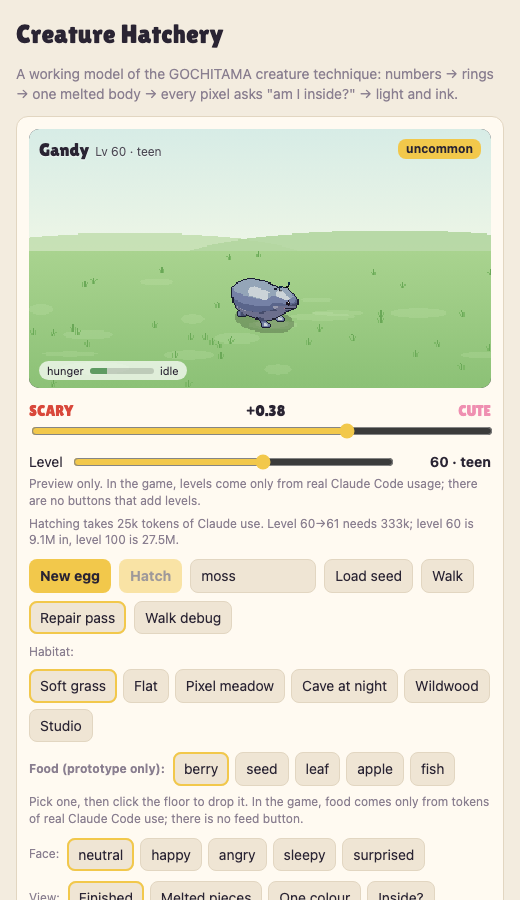 Creature Hatchery
A working model of the GOCHITAMA creature technique: numbers → rings
→ one melted body → every pixel asks "am I inside?" → light and ink.
Gandy Lv 60 · teen uncommon
hunger idle
SCARY +0.38 CUTE
Level 60 · teen
Preview only. In the game, levels come only from real Claude Code usage; there
are no buttons that add levels.
Hatching takes 25k tokens of Claude use. Level 60→61 needs 333k; level 60 is
9.1M in, level 100 is 27.5M.
New egg Hatch moss Load seed Walk
Repair pass Walk debug
Habitat:
Soft grass Flat Pixel meadow Cave at night Wildwood
Studio
Food (prototype only): berry seed leaf apple fish
Pick one, then click the floor to drop it. In the game, food comes only from tokens
of real Claude Code use; there is no feed button.
Face: neutral happy angry sleepy surprised
View: Finished Melted pieces One colour Inside?